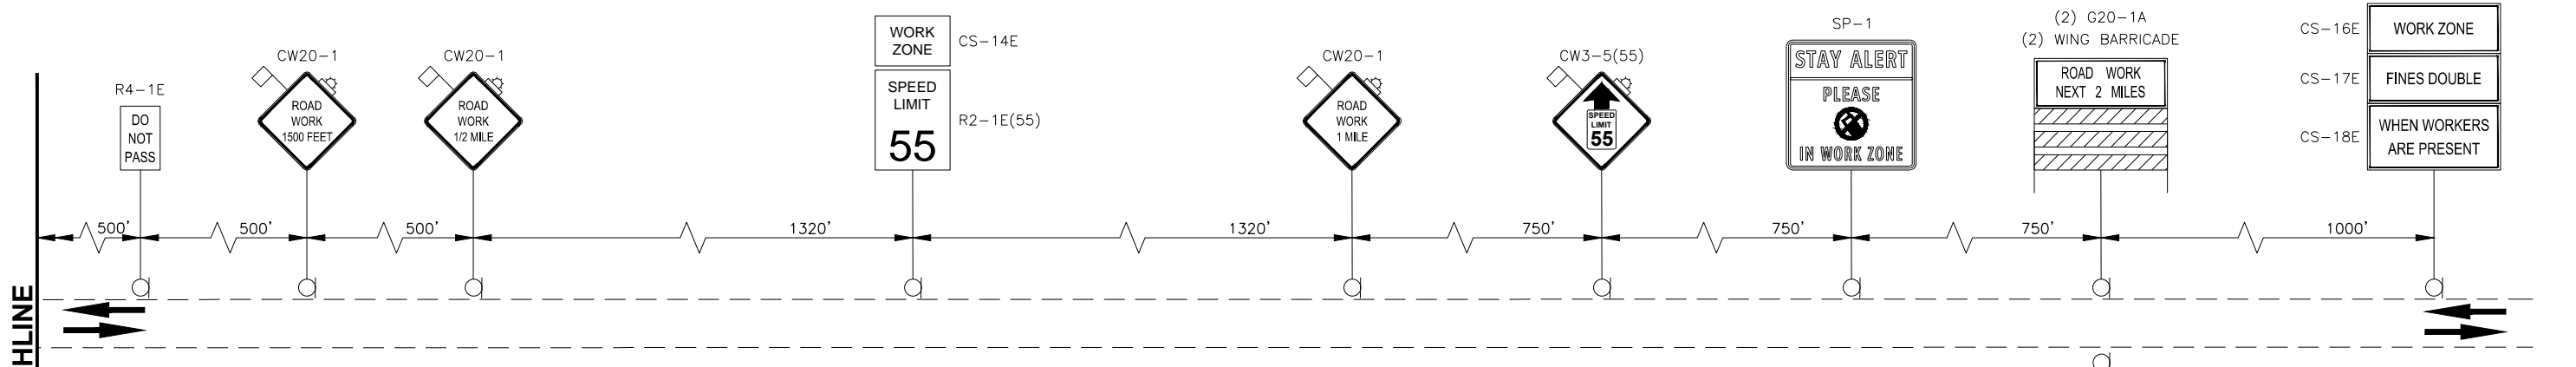 R4-1E
DO
NOT
PASS
CW20-1
ROAD
WORK
1500 FEET
CW20-1
ROAD
WORK
1/2 MILE
WORK
ZONE
CS-14E
SPEED
LIMIT
55
R2-1E(55)
CW20-1
ROAD
WORK
1 MILE
CW3-5(55)
SPEED
LIMIT
55
SP-1
STAY ALERT
PLEASE
IN WORK ZONE
(2) G20-1A
(2) WING BARRICADE
ROAD WORK
NEXT 2 MILES
CS-16E
WORK ZONE
CS-17E
FINES DOUBLE
CS-18E
WHEN WORKERS
ARE PRESENT
500'
500'
500'
1320'
1320'
750'
750'
750'
1000'
HLINE